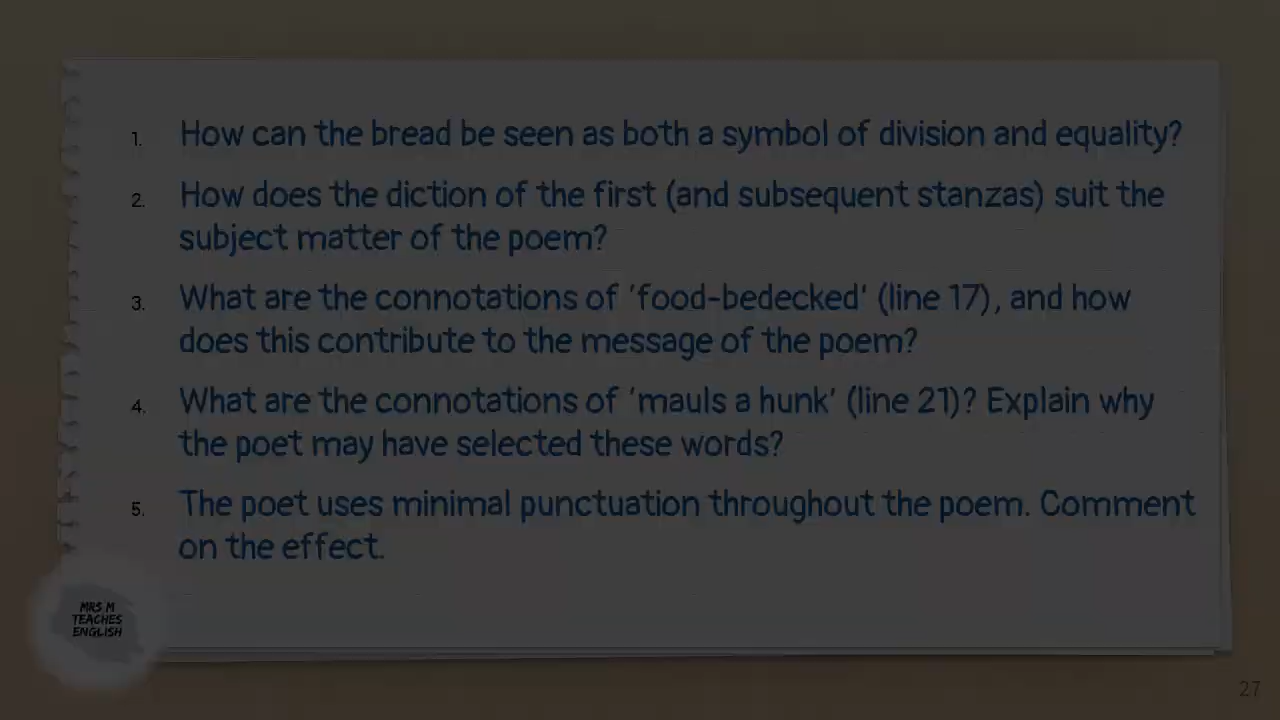 1. How can the bread be seen as both a symbol of division and equality?
2. How does the diction of the first (and subsequent stanzas) suit the
subject matter of the poem?
3. What are the connotations of 'food-bedecked' (line 17), and how
does this contribute to the message of the poem?
4. What are the connotations of 'mauls a hunk' (line 21)? Explain why
the poet may have selected these words?
5. The poet uses minimal punctuation throughout the poem. Comment
on the effect.
MRS M
TEACHES
ENGLISH
27